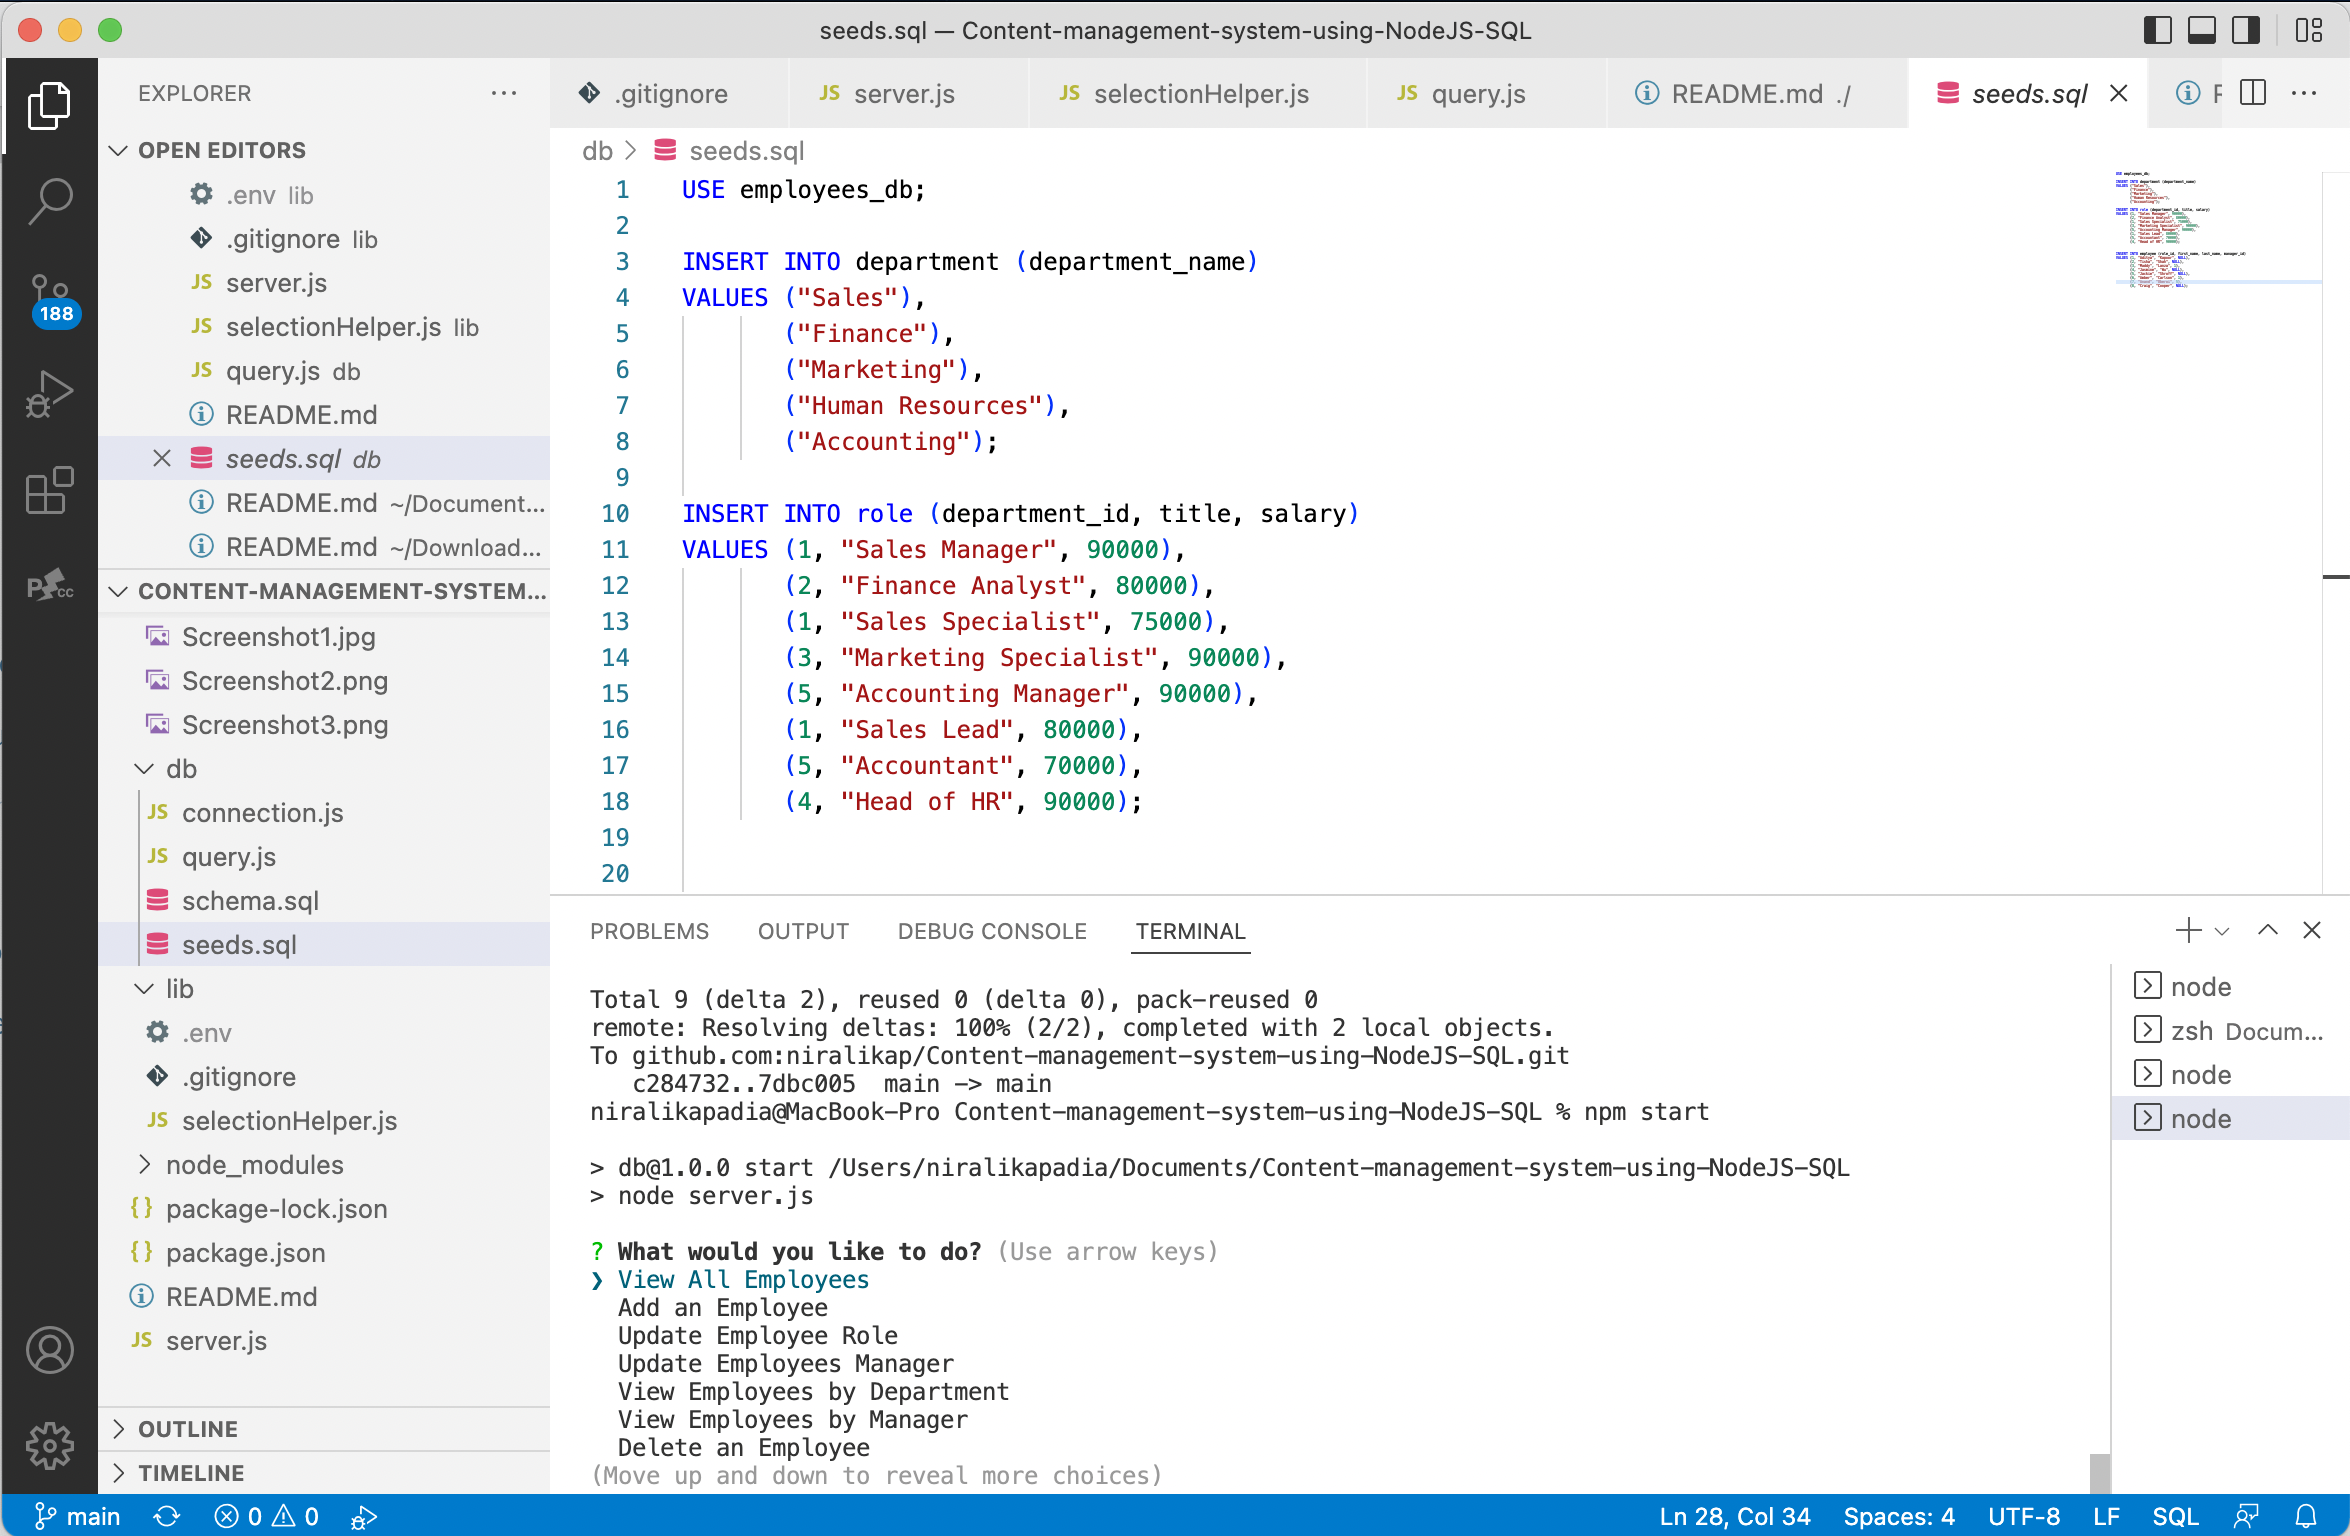 seeds.sql — Content-management-system-using-NodeJS-SQL
EXPLORER
OPEN EDITORS
.env lib
.gitignore lib
JS server.js
JS selectionHelper.js lib
JS query.js db
README.md
seeds.sql db
README.md ~/Document...
README.md ~/Download...
CONTENT-MANAGEMENT-SYSTEM...
Screenshot1.jpg
Screenshot2.png
Screenshot3.png
db
JS connection.js
JS query.js
schema.sql
seeds.sql
lib
.env
.gitignore
JS selectionHelper.js
node_modules
{} package-lock.json
{} package.json
README.md
JS server.js
OUTLINE
TIMELINE
188
.gitignore
JS server.js
JS selectionHelper.js
JS query.js
README.md ./
seeds.sql
db > seeds.sql
1 USE employees_db;
2
3 INSERT INTO department (department_name)
4 VALUES ("Sales"),
5 ("Finance"),
6 ("Marketing"),
7 ("Human Resources"),
8 ("Accounting");
9
10 INSERT INTO role (department_id, title, salary)
11 VALUES (1, "Sales Manager", 90000),
12 (2, "Finance Analyst", 80000),
13 (1, "Sales Specialist", 75000),
14 (3, "Marketing Specialist", 90000),
15 (5, "Accounting Manager", 90000),
16 (1, "Sales Lead", 80000),
17 (5, "Accountant", 70000),
18 (4, "Head of HR", 90000);
19
20
PROBLEMS OUTPUT DEBUG CONSOLE TERMINAL
Total 9 (delta 2), reused 0 (delta 0), pack-reused 0
remote: Resolving deltas: 100% (2/2), completed with 2 local objects.
To github.com:niralikap/Content-management-system-using-NodeJS-SQL.git
c284732..7dbc005 main -> main
niralikapadia@MacBook-Pro Content-management-system-using-NodeJS-SQL % npm start
> db@1.0.0 start /Users/niralikapadia/Documents/Content-management-system-using-NodeJS-SQL
> node server.js
? What would you like to do? (Use arrow keys)
❯ View All Employees
Add an Employee
Update Employee Role
Update Employees Manager
View Employees by Department
View Employees by Manager
Delete an Employee
(Move up and down to reveal more choices)
node
zsh Docum...
node
node
main
0 0
Ln 28, Col 34
Spaces: 4
UTF-8
LF
SQL